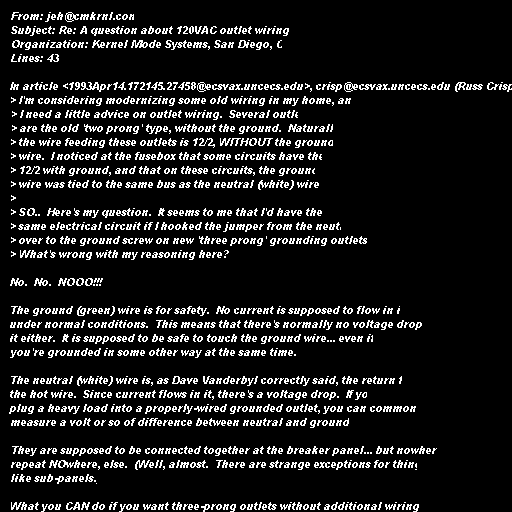 From: jeh@cmkrnl.com
Subject: Re: A question about 120VAC outlet wiring
Organization: Kernel Mode Systems, San Diego,
Lines: 43
In article <1993Apr14.172145.27458@ecsvax.uncecs.edu>, crisp@ecsvax.uncecs.edu (Russ Crisp
> I'm considering modernizing some old wiring in my home, an
> I need a little advice on outlet wiring. Several
> are the old 'two prong' type, without the ground.
> the wire feeding these outlets is 12/2, WITHOUT the ground
> wire. I noticed at the fusebox that some circuits have the
> 12/2 with ground, and that on these circuits, the
> wire was tied to the same bus as the neutral (white) wire
>
> SO.. Here's my question. It seems to me that I'd have the
> same electrical circuit if I hooked the jumper from the
> over to the ground screw on new 'three prong' grounding outlets
> What's wrong with my reasoning here?
No. No. NOOO!!!
The ground (green) wire is for safety. No current is supposed to flow in
under normal conditions. This means that there's normally no voltage drop
it either. It is supposed to be safe to touch the ground wire... even
you're grounded in some other way at the same time.
The neutral (white) wire is, as Dave Vanderbyl correctly said, the return
the hot wire. Since current flows in it, there's a voltage drop. If
plug a heavy load into a properly-wired grounded outlet, you can common
measure a volt or so of difference between neutral and ground
They are supposed to be connected together at the breaker panel... but nowher
repeat NOwhere, else. (Well, almost. There are strange exceptions for
like sub-panels.
What you CAN do if you want three-prong outlets without additional wiring